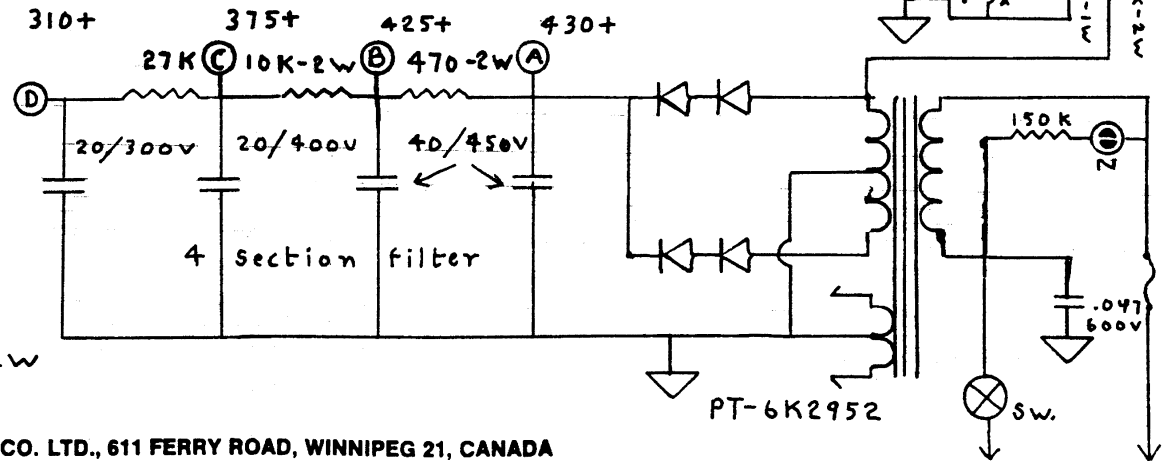 310+ 375+ 425+ 430+
27K C 10K-2W B 470-2W A
D
20/300V 20/400V 40/450V
150K
N
4 section filter
.047
600V
PT-6K2952
SW.
CO. LTD., 611 FERRY ROAD, WINNIPEG 21, CANADA